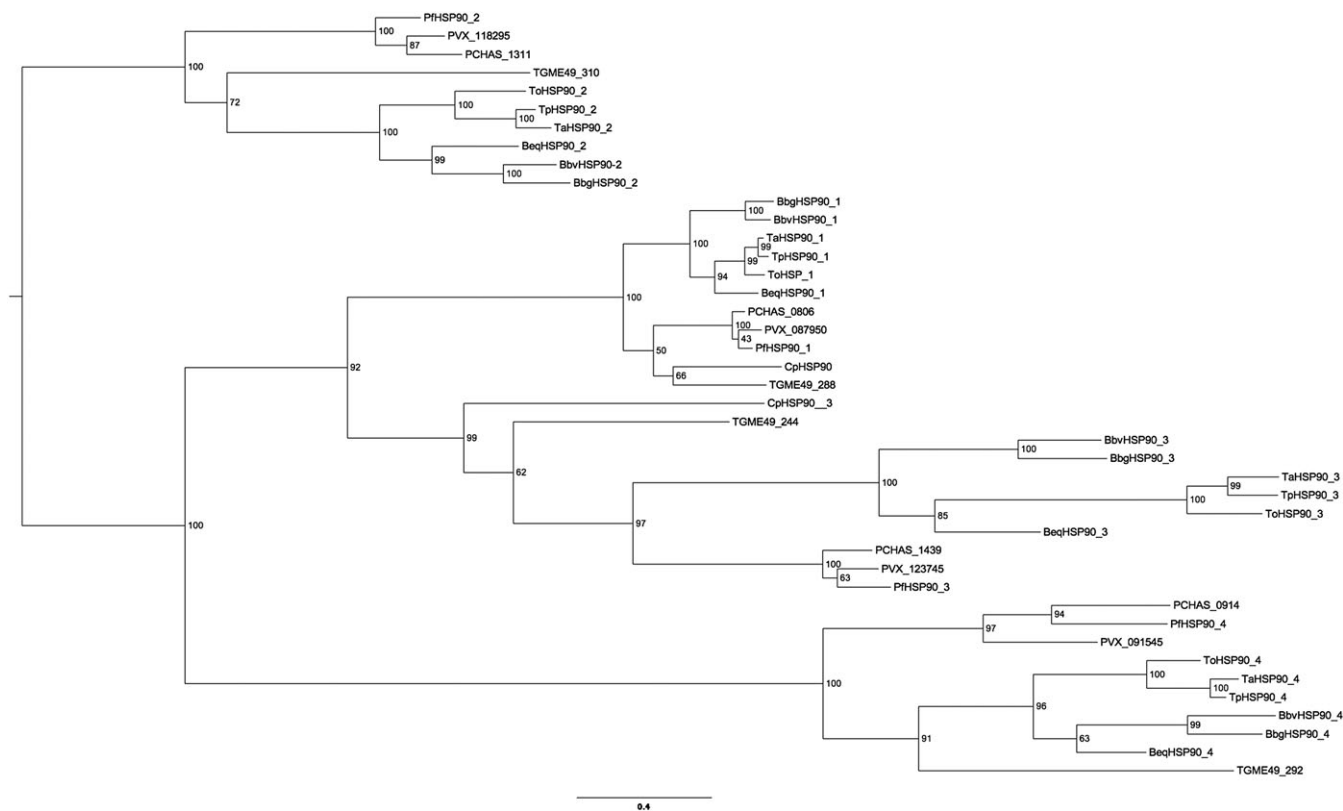 PfHSP90_2
100
PVX_118295
87
PCHAS_1311
100
TGME49_310
ToHSP90_2
72
100
TpHSP90_2
100
TaHSP90_2
100
BeqHSP90_2
99
BbvHSP90-2
100
BbgHSP90_2
BbgHSP90_1
100
BbvHSP90_1
TaHSP90_1
100
99
TpHSP90_1
99
ToHSP_1
94
BeqHSP90_1
100
PCHAS_0806
100
PVX_087950
43
PfHSP90_1
50
CpHSP90
92
66
TGME49_288
CpHSP90__3
TGME49_244
99
BbvHSP90_3
100
BbgHSP90_3
62
TaHSP90_3
100
99
TpHSP90_3
100
ToHSP90_3
85
97
BeqHSP90_3
100
PCHAS_1439
100
PVX_123745
63
PfHSP90_3
PCHAS_0914
94
PfHSP90_4
97
PVX_091545
ToHSP90_4
100
TaHSP90_4
100
100
TpHSP90_4
96
BbvHSP90_4
99
BbgHSP90_4
91
63
BeqHSP90_4
TGME49_292
0.4